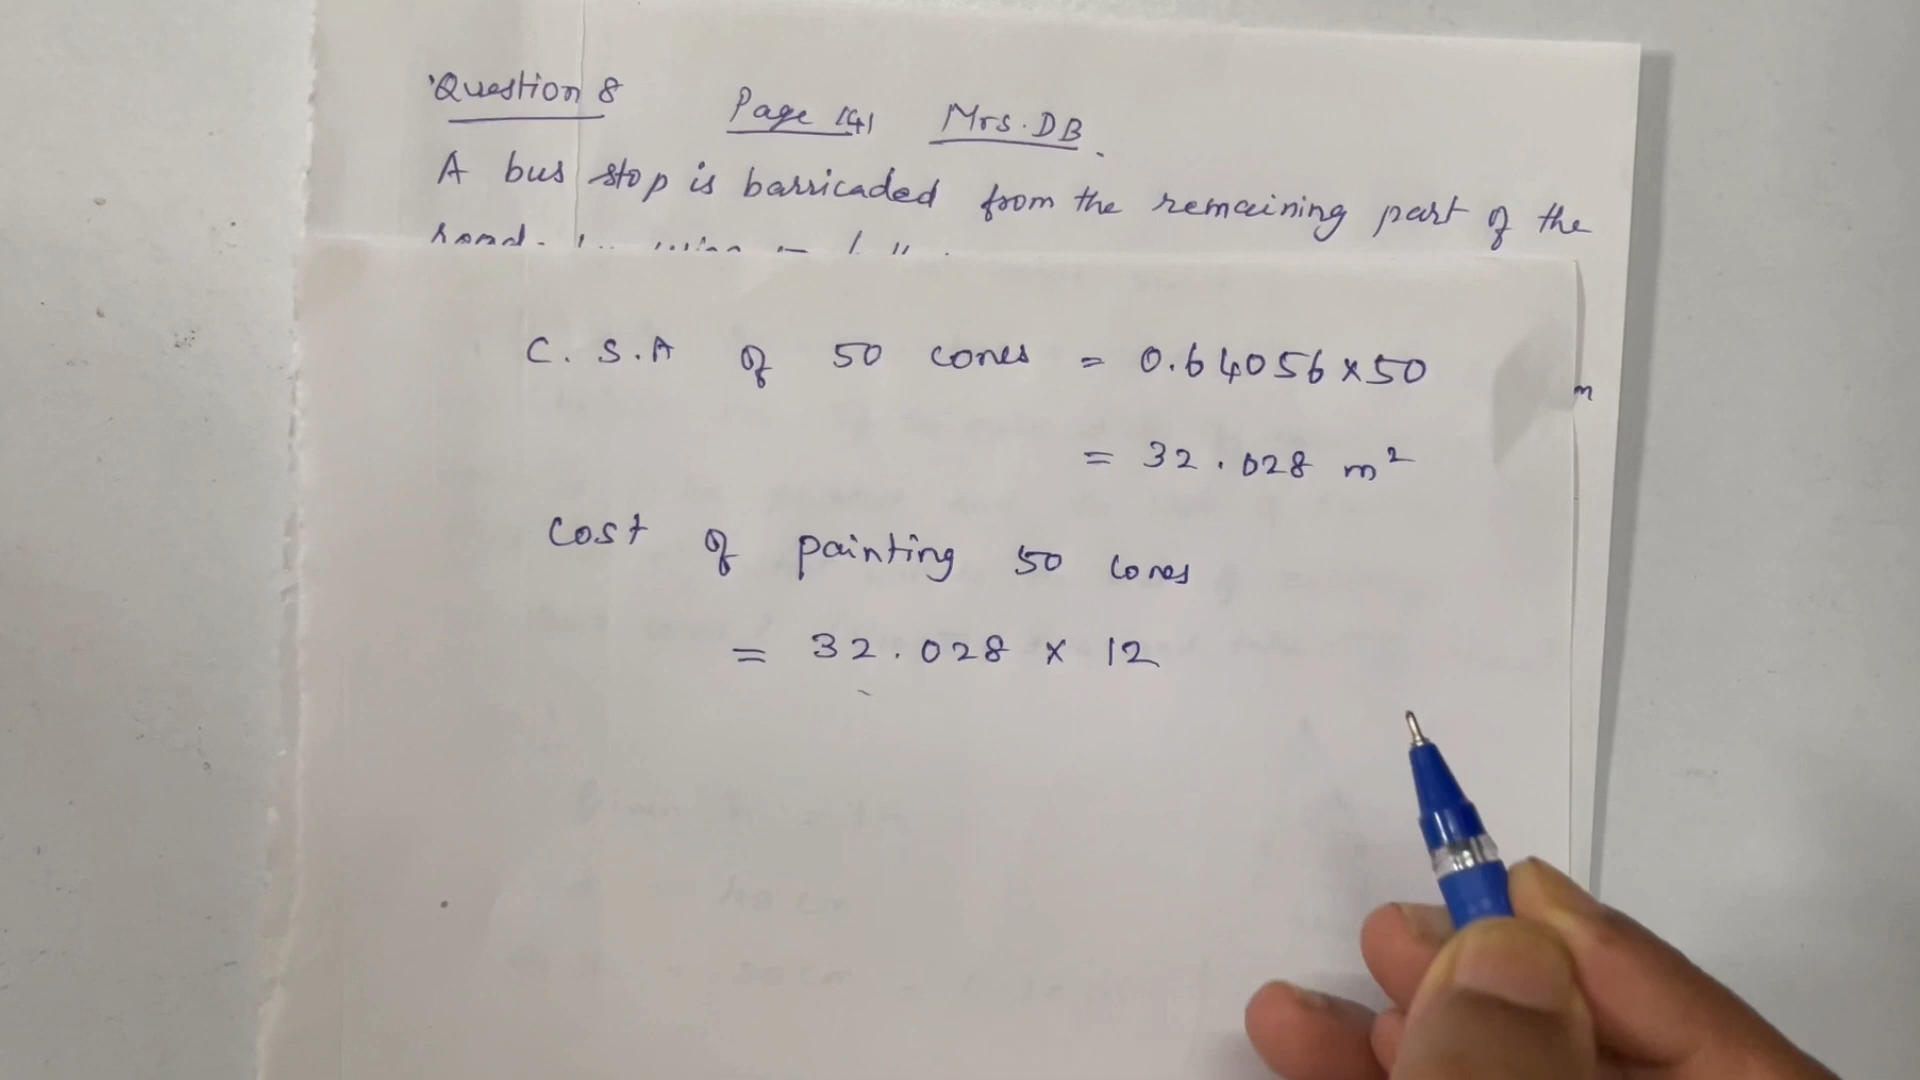 Question 8 Page 141 Mrs. DB.
A bus stop is barricaded from the remaining part of the
C. S. A of 50 cones = 0.64056 x 50
m
= 32.028 m²
Cost of painting 50 cones
= 32.028 x 12